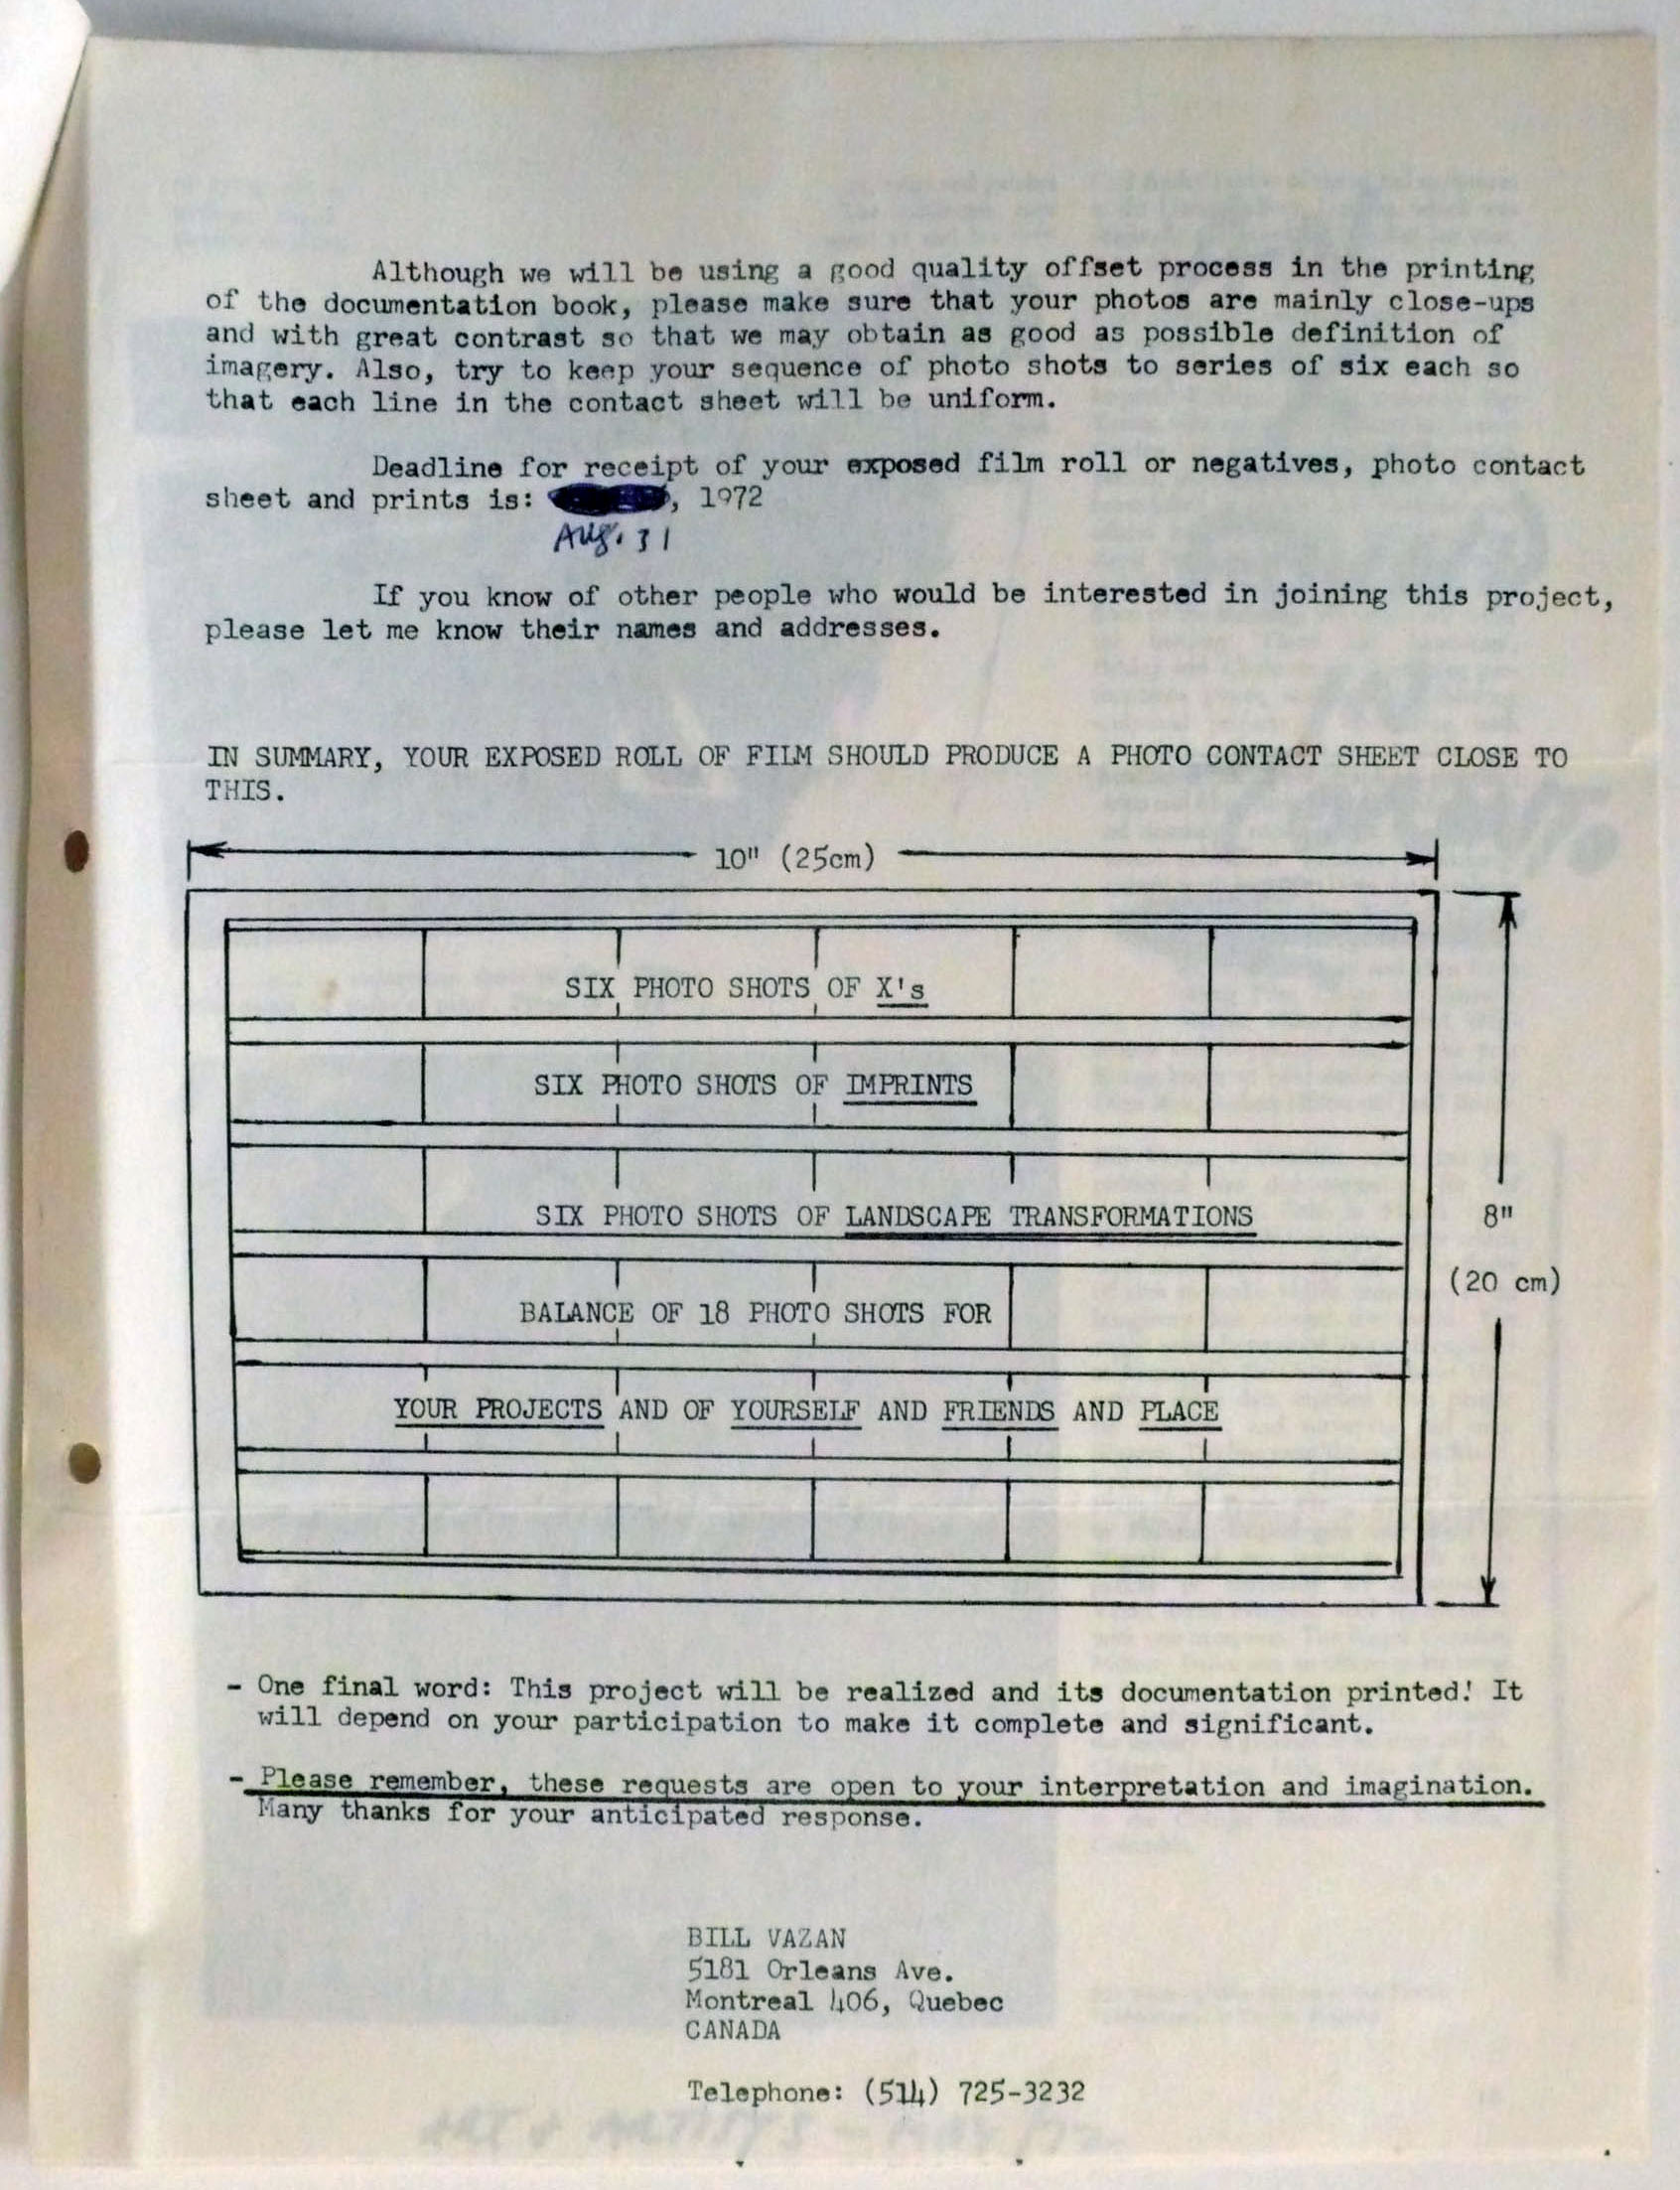 Although we will be using a good quality offset process in the printing
of the documentation book, please make sure that your photos are mainly close-ups
and with great contrast so that we may obtain as good as possible definition of
imagery. Also, try to keep your sequence of photo shots to series of six each so
that each line in the contact sheet will be uniform.
Deadline for receipt of your exposed film roll or negatives, photo contact
sheet and prints is: , 1972
Aug. 31
If you know of other people who would be interested in joining this project,
please let me know their names and addresses.
IN SUMMARY, YOUR EXPOSED ROLL OF FILM SHOULD PRODUCE A PHOTO CONTACT SHEET CLOSE TO
THIS.
10" (25cm)
SIX PHOTO SHOTS OF X's
SIX PHOTO SHOTS OF IMPRINTS
SIX PHOTO SHOTS OF LANDSCAPE TRANSFORMATIONS
8"
(20 cm)
BALANCE OF 18 PHOTO SHOTS FOR
YOUR PROJECTS AND OF YOURSELF AND FRIENDS AND PLACE
- One final word: This project will be realized and its documentation printed! It
will depend on your participation to make it complete and significant.
- Please remember, these requests are open to your interpretation and imagination.
Many thanks for your anticipated response.
BILL VAZAN
5181 Orleans Ave.
Montreal 406, Quebec
CANADA
Telephone: (514) 725-3232